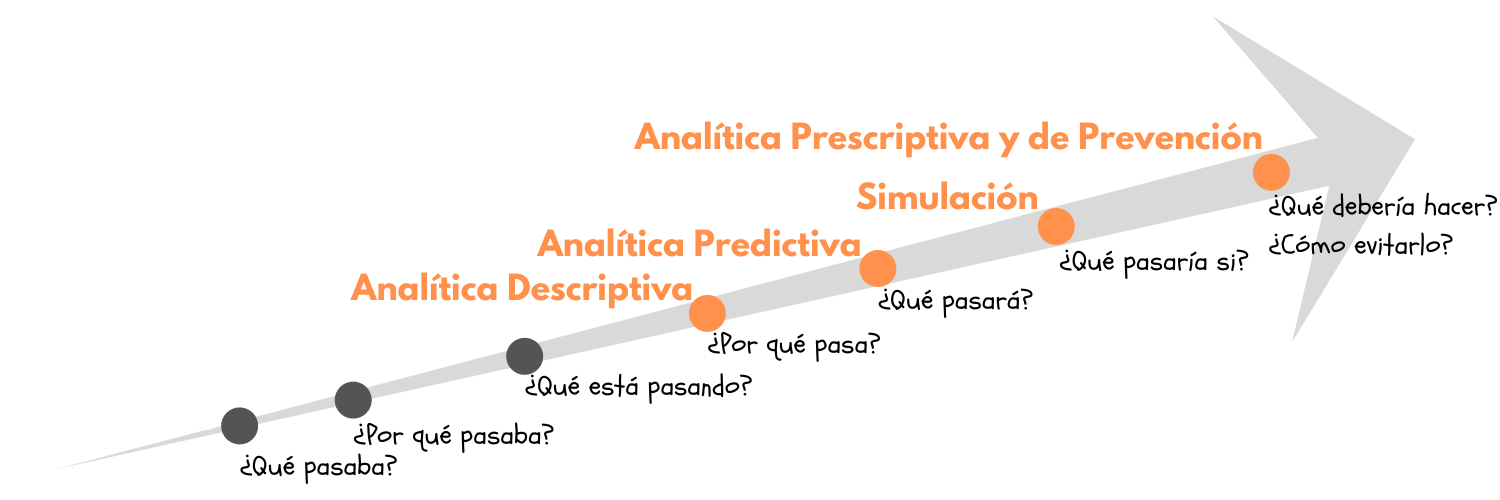 Analítica Prescriptiva y de Prevención
¿Qué debería hacer?
¿Cómo evitarlo?
Simulación
¿Qué pasaría si?
Analítica Predictiva
¿Qué pasará?
Analítica Descriptiva
¿Por qué pasa?
¿Qué está pasando?
¿Por qué pasaba?
¿Qué pasaba?